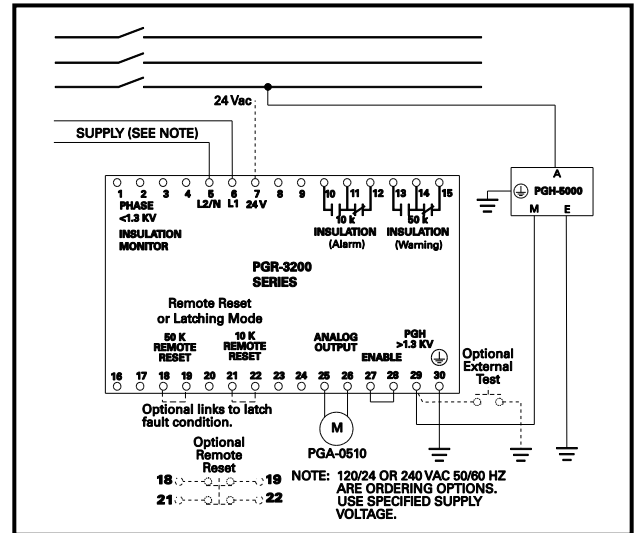 24 Vac
SUPPLY (SEE NOTE)
A
PGH-5000
M E
1 2 3 4 5 6 7 8 9 10 11 12 13 14 15
PHASE
<1.3 KV
L2/N L1 24V
10 k 50 k
INSULATION
MONITOR
INSULATION
(Alarm)
INSULATION
(Warning)
PGR-3200
SERIES
Remote Reset
or Latching Mode
50 K
REMOTE
RESET
10 K
REMOTE
RESET
ANALOG
OUTPUT
ENABLE
PGH
>1.3 KV
Optional
External
Test
16 17 18 19 20 21 22 23 24 25 26 27 28 29 30
Optional links to latch
fault condition.
M
PGA-0510
Optional
Remote
Reset
18 19
21 22
NOTE: 120/24 OR 240 VAC 50/60 HZ
ARE ORDERING OPTIONS.
USE SPECIFIED SUPPLY
VOLTAGE.